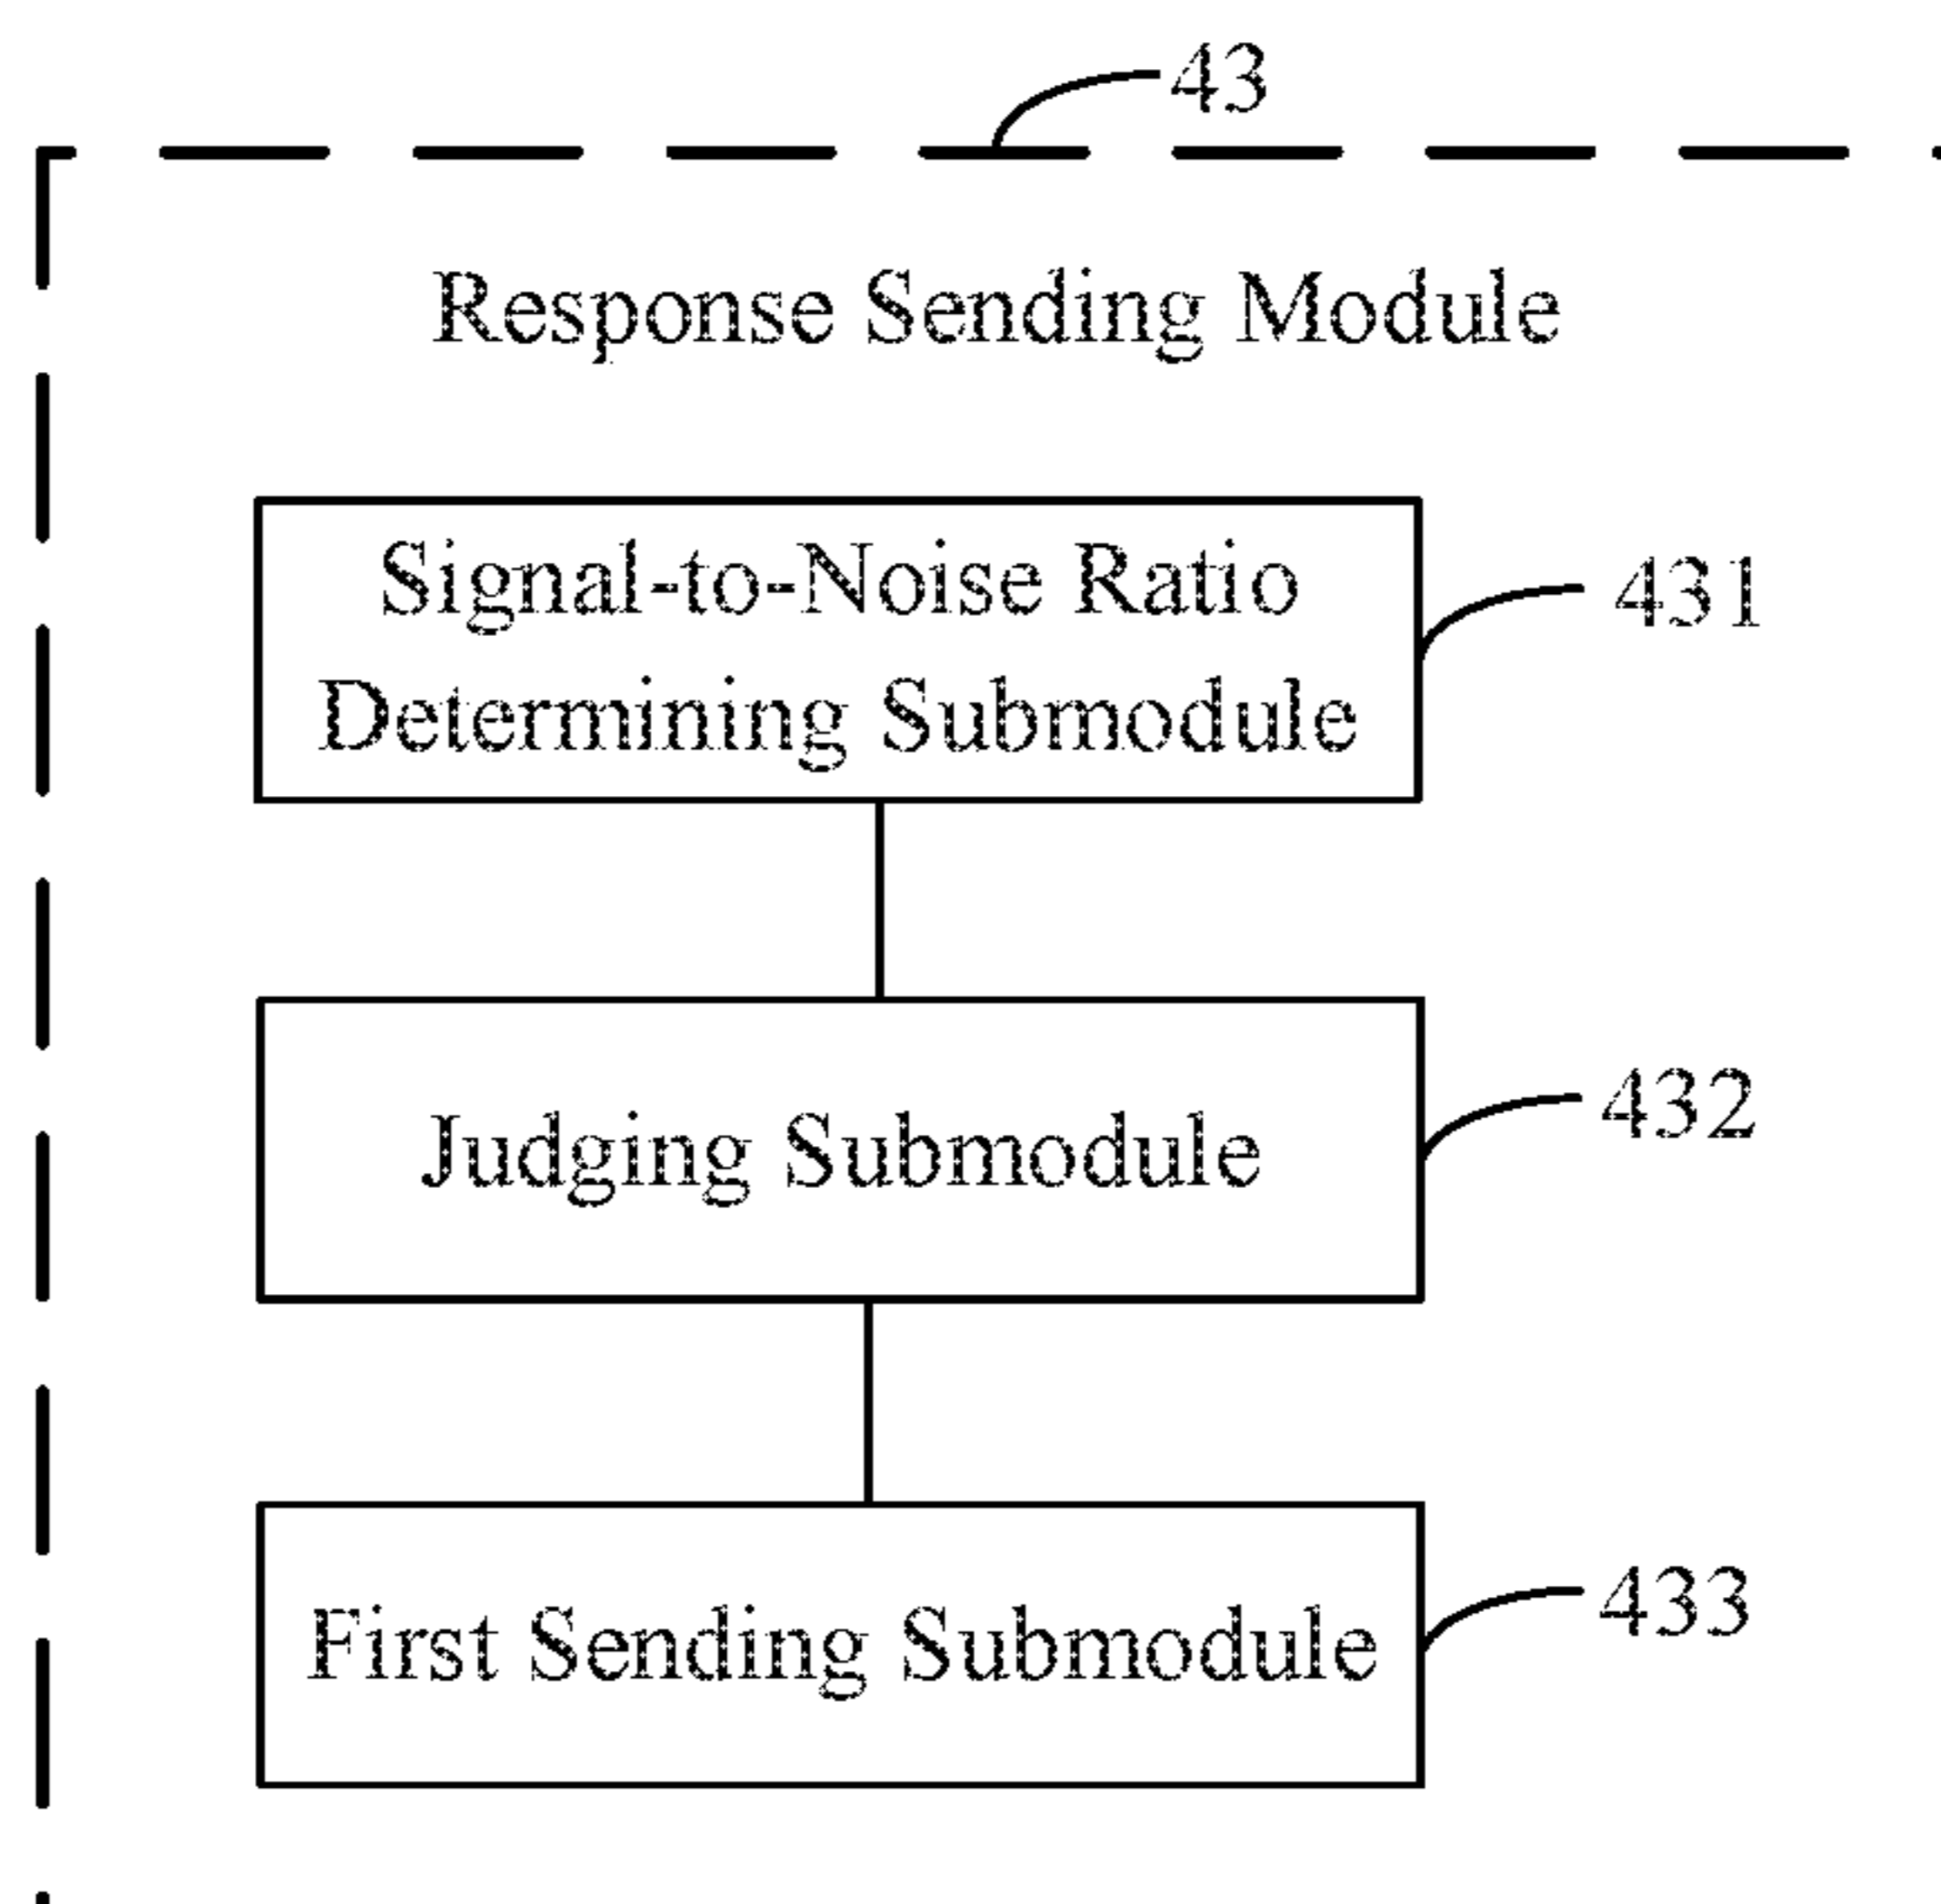 43
Response Sending Module
Signal-to-Noise Ratio
Determining Submodule
431
Judging Submodule
432
First Sending Submodule
433